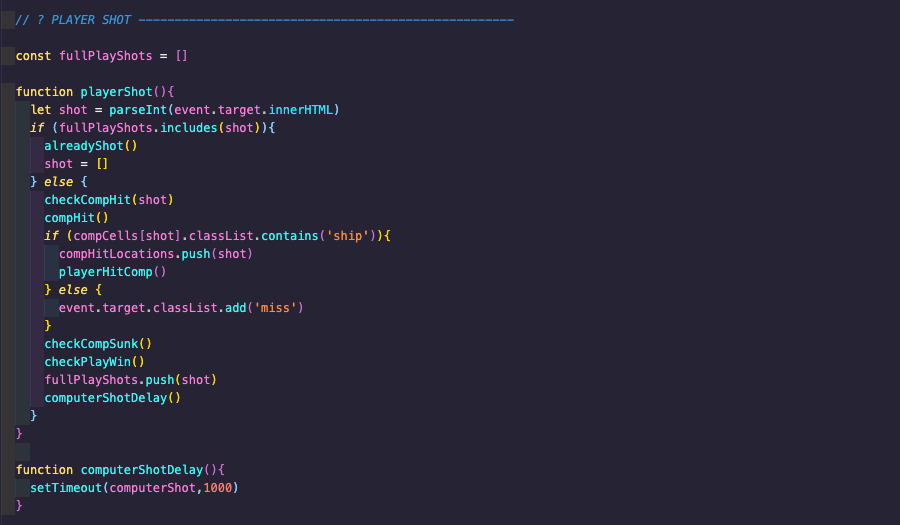 // ? PLAYER SHOT ----------------------------------------------------
const fullPlayShots = []
function playerShot(){
let shot = parseInt(event.target.innerHTML)
if (fullPlayShots.includes(shot)){
alreadyShot()
shot = []
} else {
checkCompHit(shot)
compHit()
if (compCells[shot].classList.contains('ship')){
compHitLocations.push(shot)
playerHitComp()
} else {
event.target.classList.add('miss')
}
checkCompSunk()
checkPlayWin()
fullPlayShots.push(shot)
computerShotDelay()
}
}
function computerShotDelay(){
setTimeout(computerShot,1000)
}